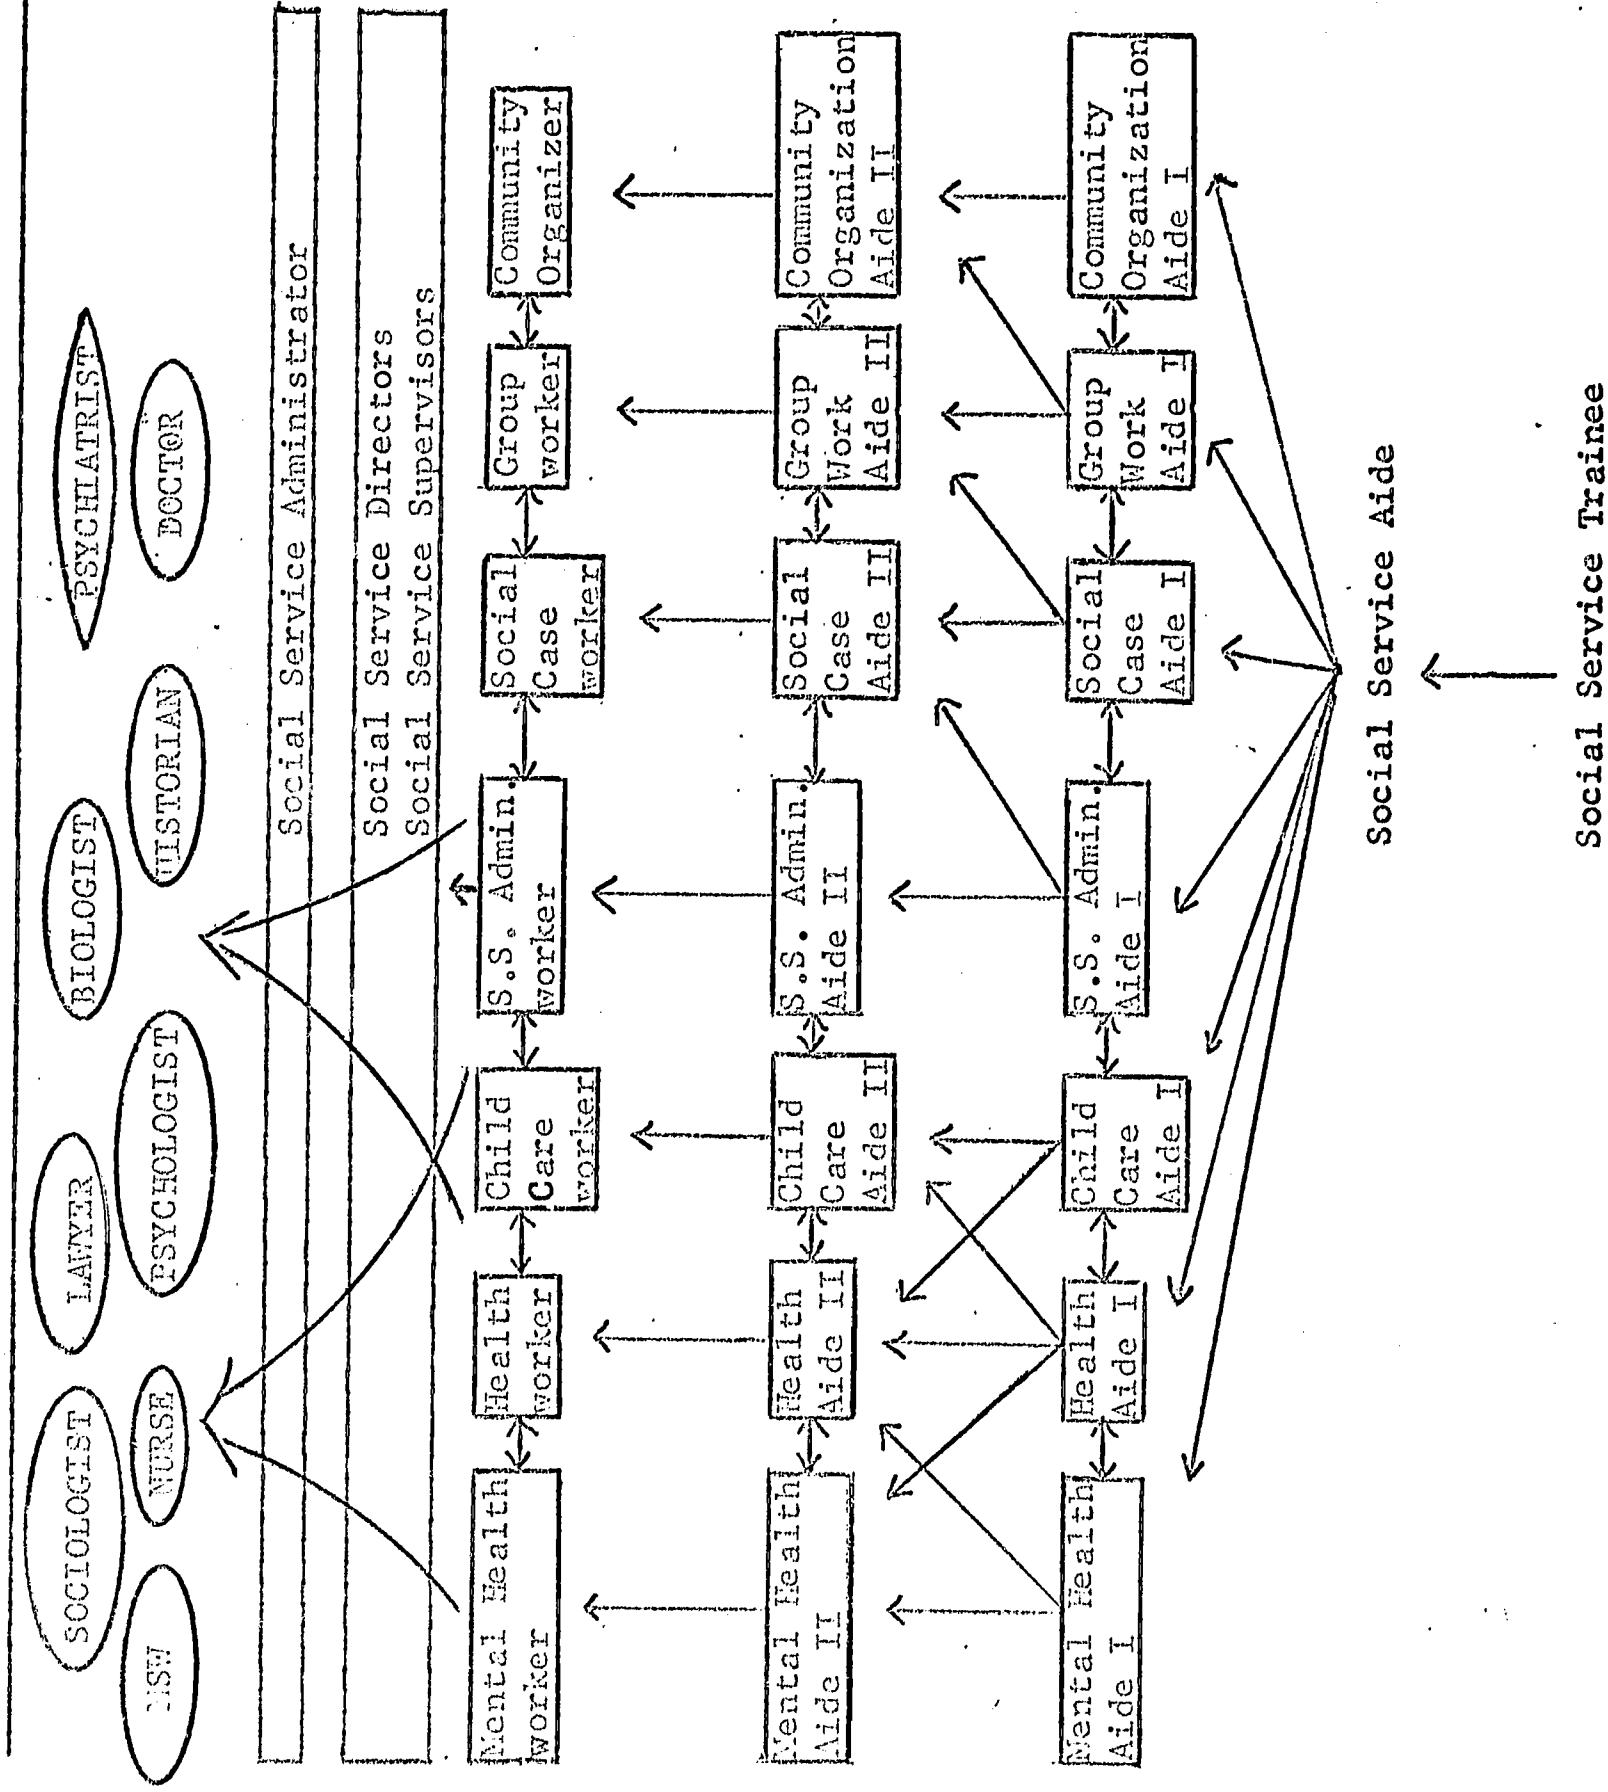 SOCIOLOGIST
LAWYER
BIOLOGIST
PSYCHIATRIST
MSW
NURSE
PSYCHOLOGIST
HISTORIAN
DOCTOR
Social Service Administrator
Social Service Directors
Social Service Supervisors
Mental Health
worker
Health
worker
Child
Care
worker
S.S. Admin.
worker
Social
Case
worker
Group
worker
Community
Organizer
Mental Health
Aide II
Health
Aide II
Child
Care
Aide II
S.S. Admin.
Aide II
Social
Case
Aide II
Group
Work
Aide II
Community
Organization
Aide II
Mental Health
Aide I
Health
Aide I
Child
Care
Aide I
S.S. Admin.
Aide I
Social
Case
Aide I
Group
Work
Aide I
Community
Organization
Aide I
Social Service Aide
Social Service Trainee